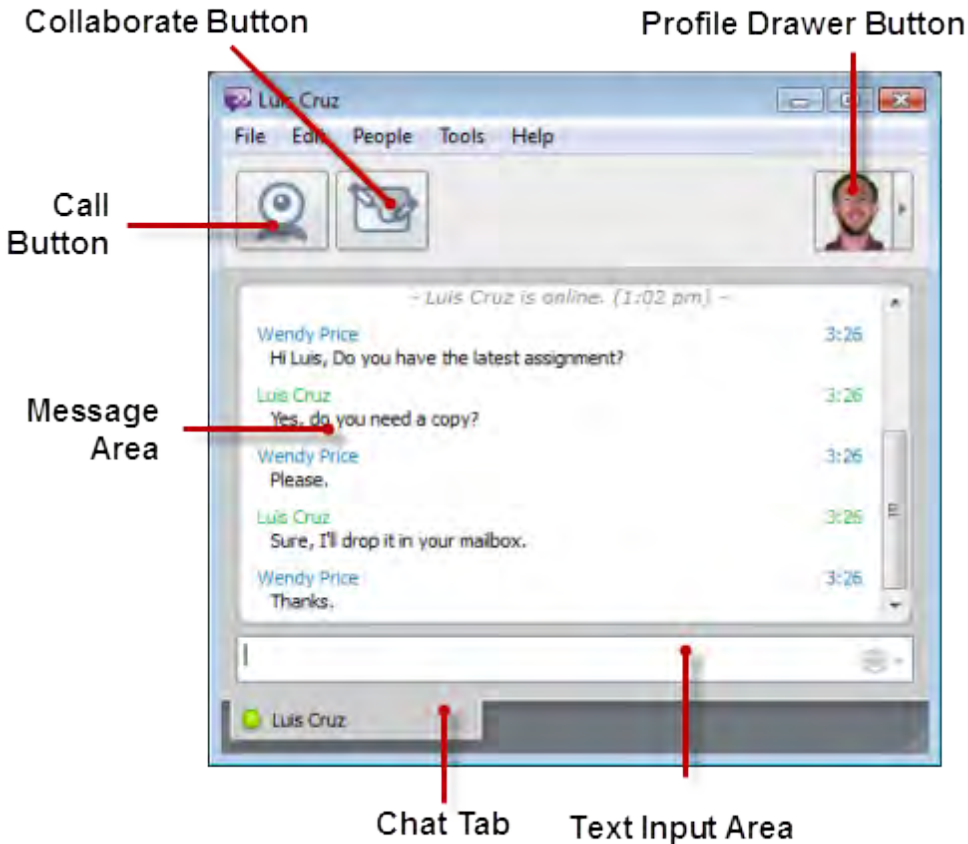 Collaborate Button
Profile Drawer Button
Luis Cruz
File Edit People Tools Help
Call
Button
- Luis Cruz is online. (1:02 pm) -
Wendy Price 3:26
Hi Luis, Do you have the latest assignment?
Luis Cruz 3:26
Yes, do you need a copy?
Message
Area
Wendy Price 3:26
Please.
Luis Cruz 3:26
Sure, I'll drop it in your mailbox.
Wendy Price 3:26
Thanks.
Luis Cruz
Chat Tab
Text Input Area